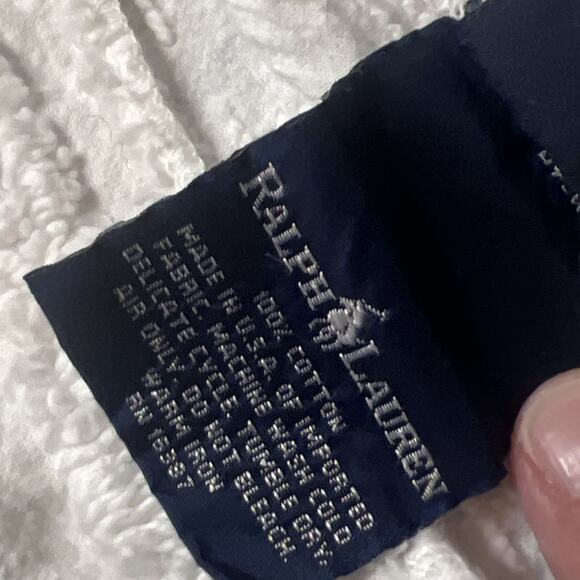 RALPH LAUREN
100% COTTON
MADE IN U.S.A. OF IMPORTED
FABRIC. MACHINE WASH COLD
DELICATE CYCLE. TUMBLE DRY,
AIR ONLY. DO NOT BLEACH.
WARM IRON
RN 16397